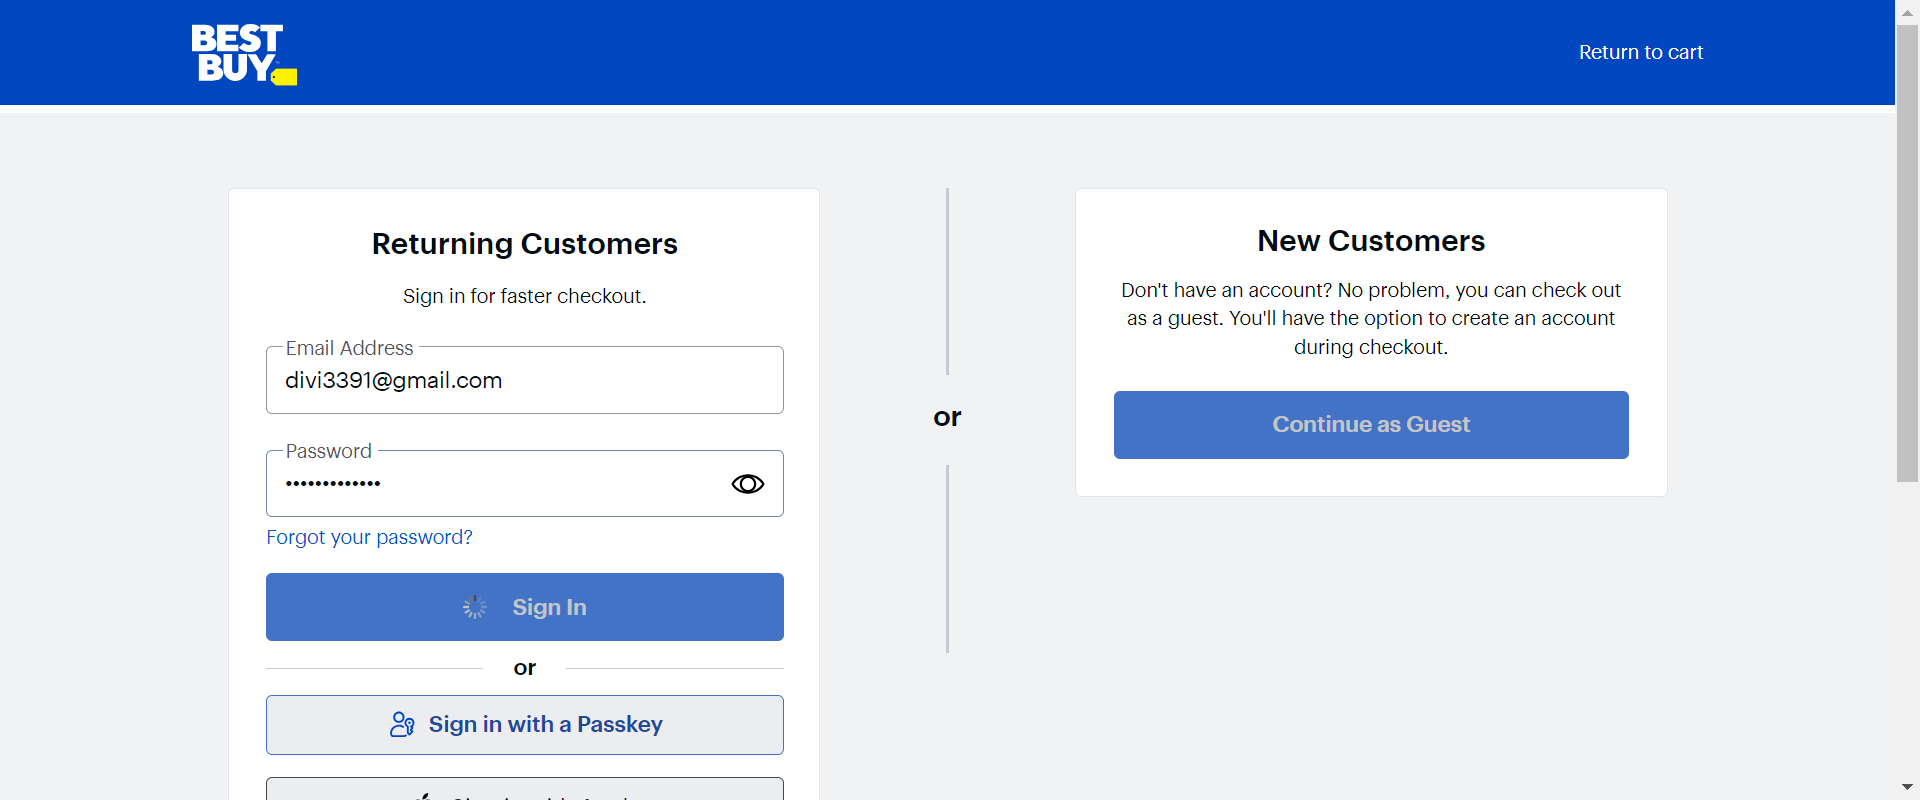 BEST
BUY
Return to cart
Returning Customers
Sign in for faster checkout.
Email Address
divi3391@gmail.com
Password
•••••••••••••
Forgot your password?
Sign In
or
Sign in with a Passkey
or
New Customers
Don't have an account? No problem, you can check out
as a guest. You'll have the option to create an account
during checkout.
Continue as Guest